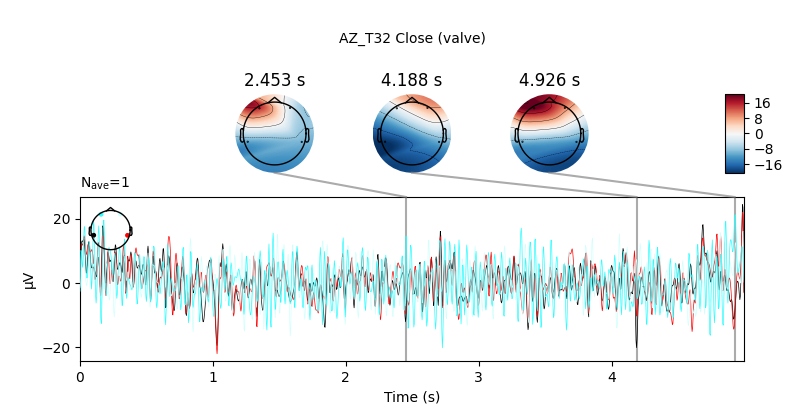 AZ_T32 Close (valve)
2.453 s 4.188 s 4.926 s
16
8
0
−8
−16
Nave=1
20
0
−20
µV
0 1 2 3 4
Time (s)